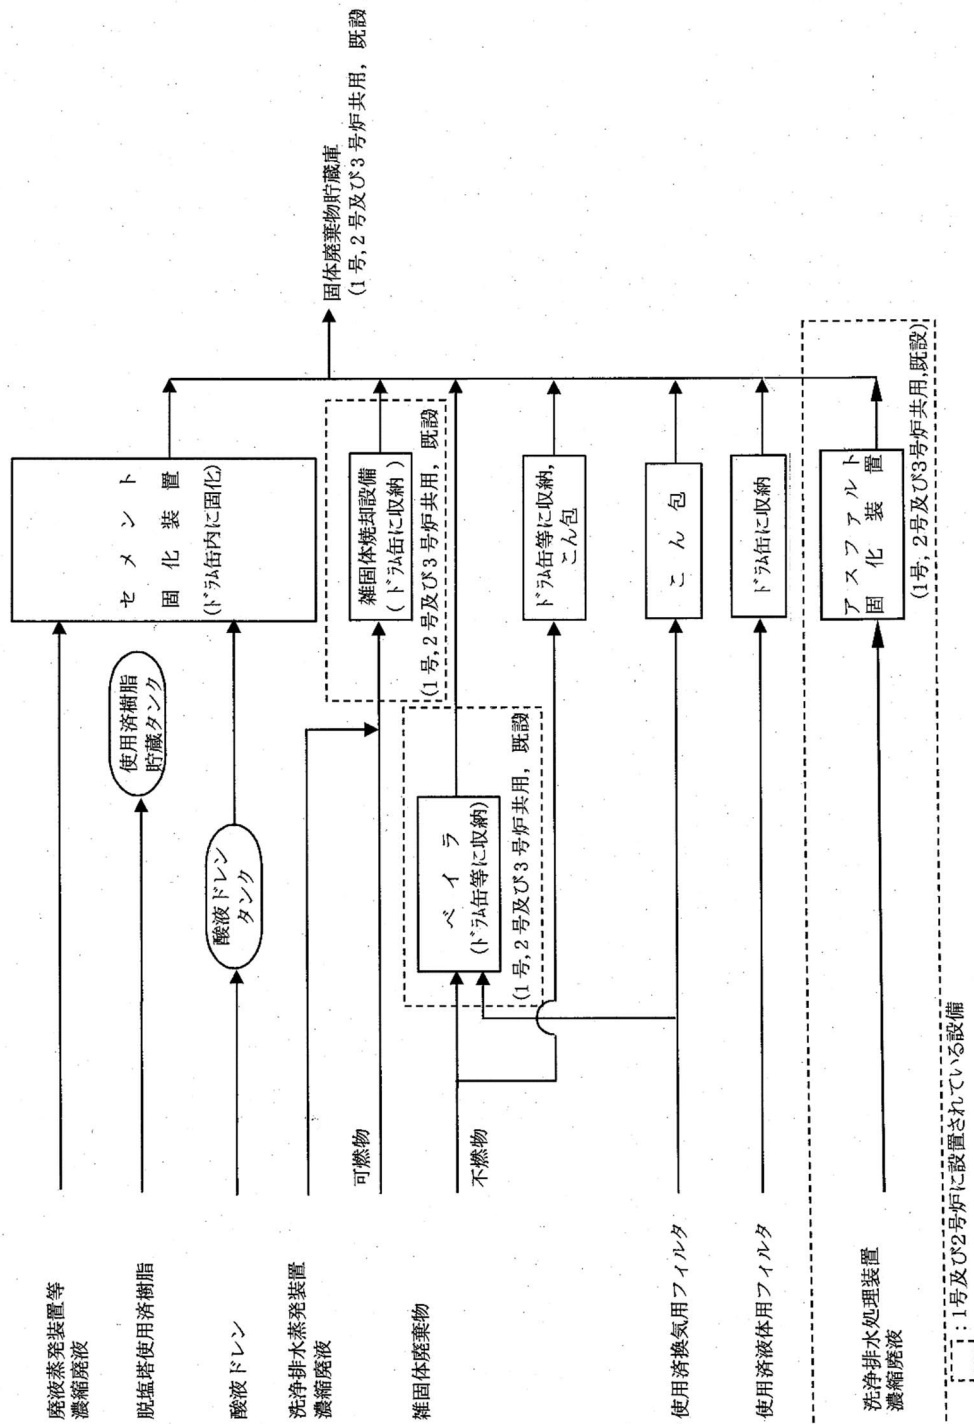 廃液蒸発装置等
濃縮廃液
脱塩塔使用済樹脂
酸液ドレン
洗浄排水蒸発装置
濃縮廃液
雑固体廃棄物
可燃物
不燃物
使用済換気用フィルタ
使用済液体用フィルタ
洗浄排水処理装置
濃縮廃液
使用済樹脂
貯蔵タンク
酸液ドレン
タンク
ベイラ
(ドラム缶等に収納)
(1号,2号及び3号炉共用, 既設)
セメント
固化装置
(ドラム缶内に固化)
雑固体焼却設備
(ドラム缶に収納)
(1号,2号及び3号炉共用, 既設)
ドラム缶等に収納,
こん包
こん包
ドラム缶に収納
アスファルト
固化装置
(1号,2号及び3号炉共用,既設)
固体廃棄物貯蔵庫
(1号,2号及び3号炉共用, 既設)
:1号及び2号炉に設置されている設備